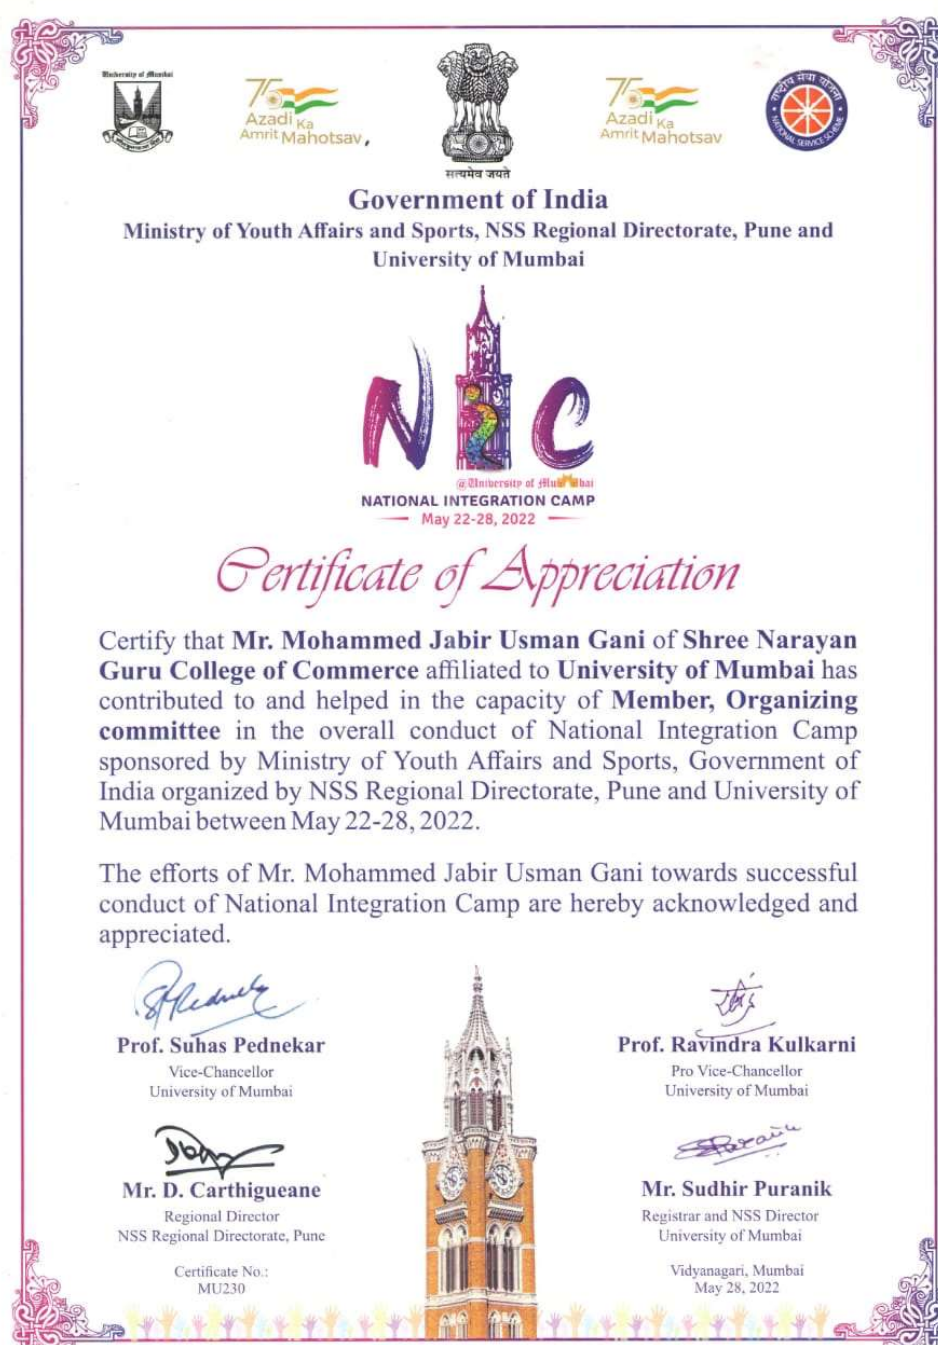 University of Mumbai
75
Azadi Ka
Amrit Mahotsav
सत्यमेव जयते
75
Azadi Ka
Amrit Mahotsav
राष्ट्रीय सेवा योजना
NATIONAL SERVICE SCHEME
Government of India
Ministry of Youth Affairs and Sports, NSS Regional Directorate, Pune and
University of Mumbai
NIC
@University of Mumbai
NATIONAL INTEGRATION CAMP
May 22-28, 2022
Certificate of Appreciation
Certify that Mr. Mohammed Jabir Usman Gani of Shree Narayan
Guru College of Commerce affiliated to University of Mumbai has
contributed to and helped in the capacity of Member, Organizing
committee in the overall conduct of National Integration Camp
sponsored by Ministry of Youth Affairs and Sports, Government of
India organized by NSS Regional Directorate, Pune and University of
Mumbai between May 22-28, 2022.
The efforts of Mr. Mohammed Jabir Usman Gani towards successful
conduct of National Integration Camp are hereby acknowledged and
appreciated.
Prof. Suhas Pednekar
Vice-Chancellor
University of Mumbai
Prof. Ravindra Kulkarni
Pro Vice-Chancellor
University of Mumbai
Mr. D. Carthigueane
Regional Director
NSS Regional Directorate, Pune
Certificate No.:
MU230
Mr. Sudhir Puranik
Registrar and NSS Director
University of Mumbai
Vidyanagari, Mumbai
May 28, 2022